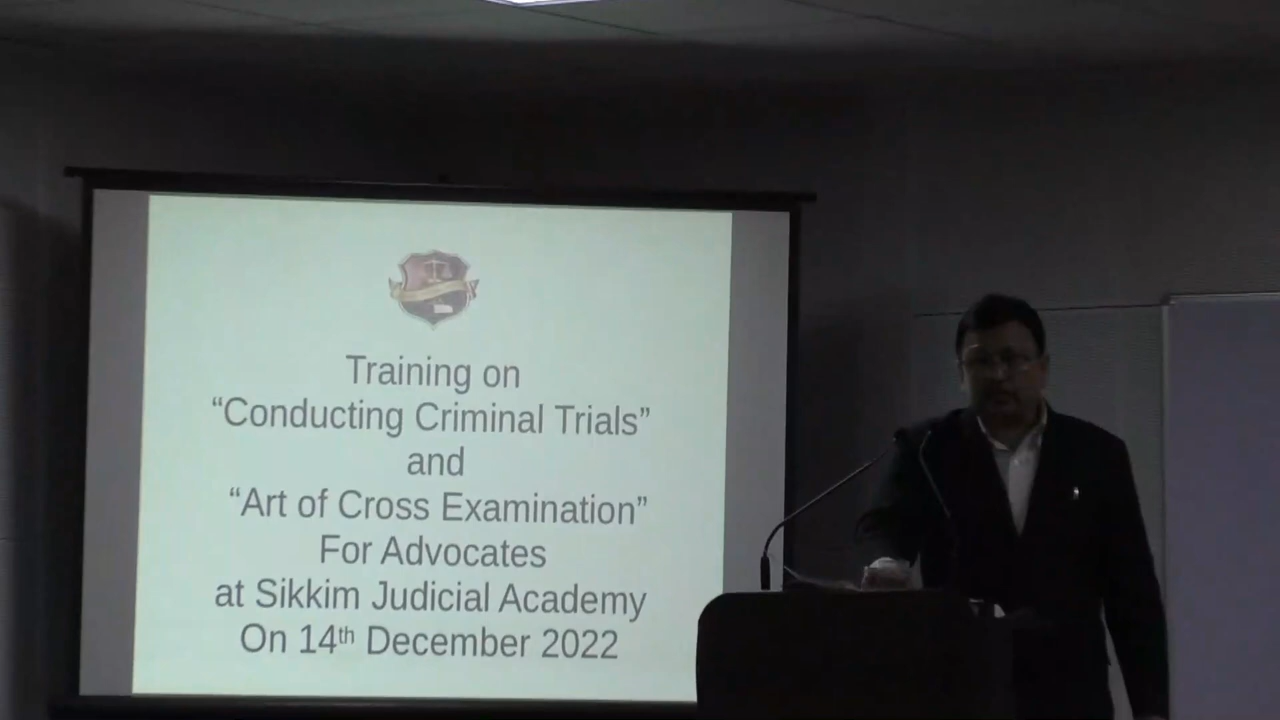 Training on
“Conducting Criminal Trials”
and
“Art of Cross Examination”
For Advocates
at Sikkim Judicial Academy
On 14th December 2022